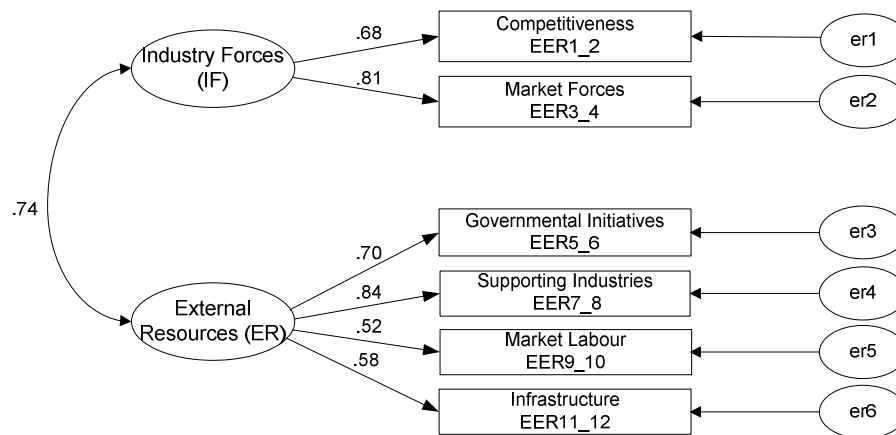 Industry Forces
(IF)
.68
.81
Competitiveness
EER1_2
er1
Market Forces
EER3_4
er2
.74
External
Resources (ER)
.70
.84
.52
.58
Governmental Initiatives
EER5_6
er3
Supporting Industries
EER7_8
er4
Market Labour
EER9_10
er5
Infrastructure
EER11_12
er6